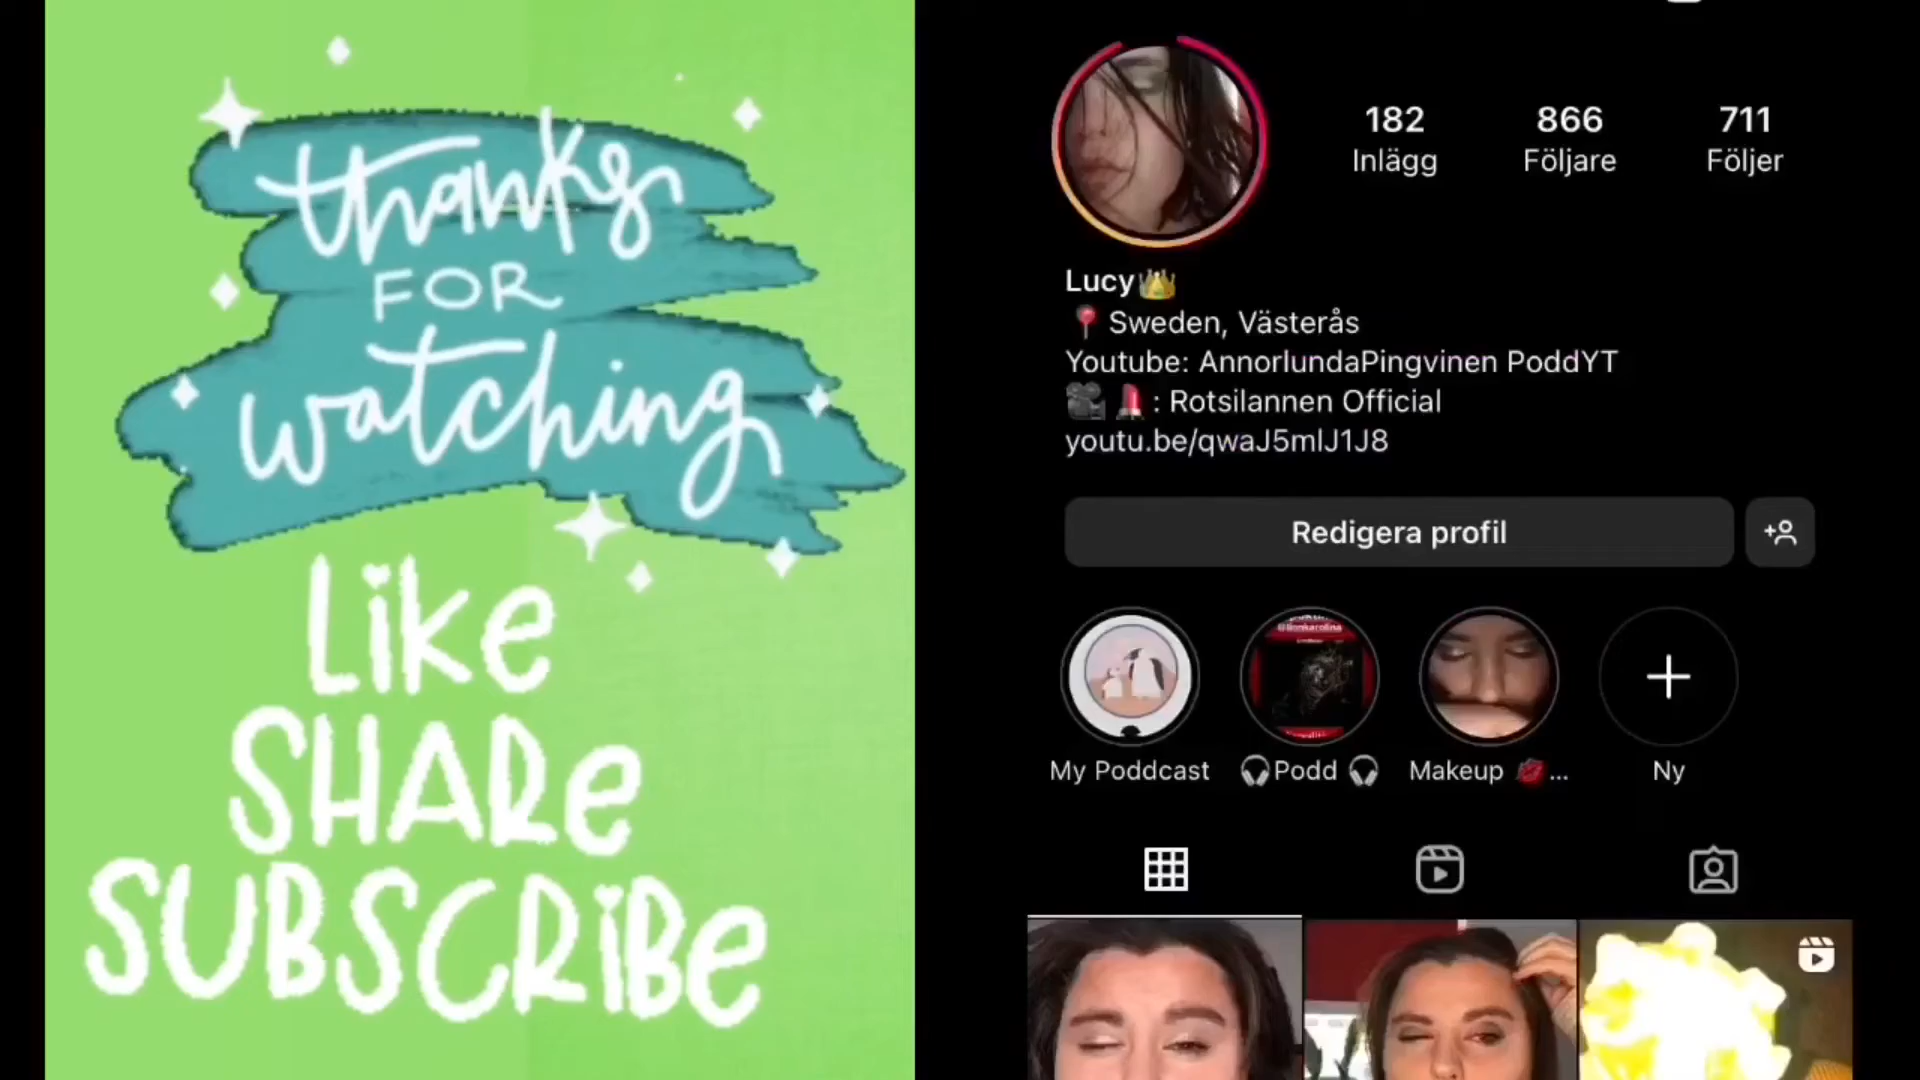 thanks
FOR
watching
Like
SHARe
SUBSCRiBe
182
Inlägg
866
Följare
711
Följer
Lucy👑
📍 Sweden, Västerås
Youtube: AnnorlundaPingvinen PoddYT
🎥💄: Rotsilannen Official
youtu.be/qwaJ5mlJ1J8
Redigera profil
@linnkarolina
My Poddcast
🎧Podd 🎧
Makeup 💋...
Ny